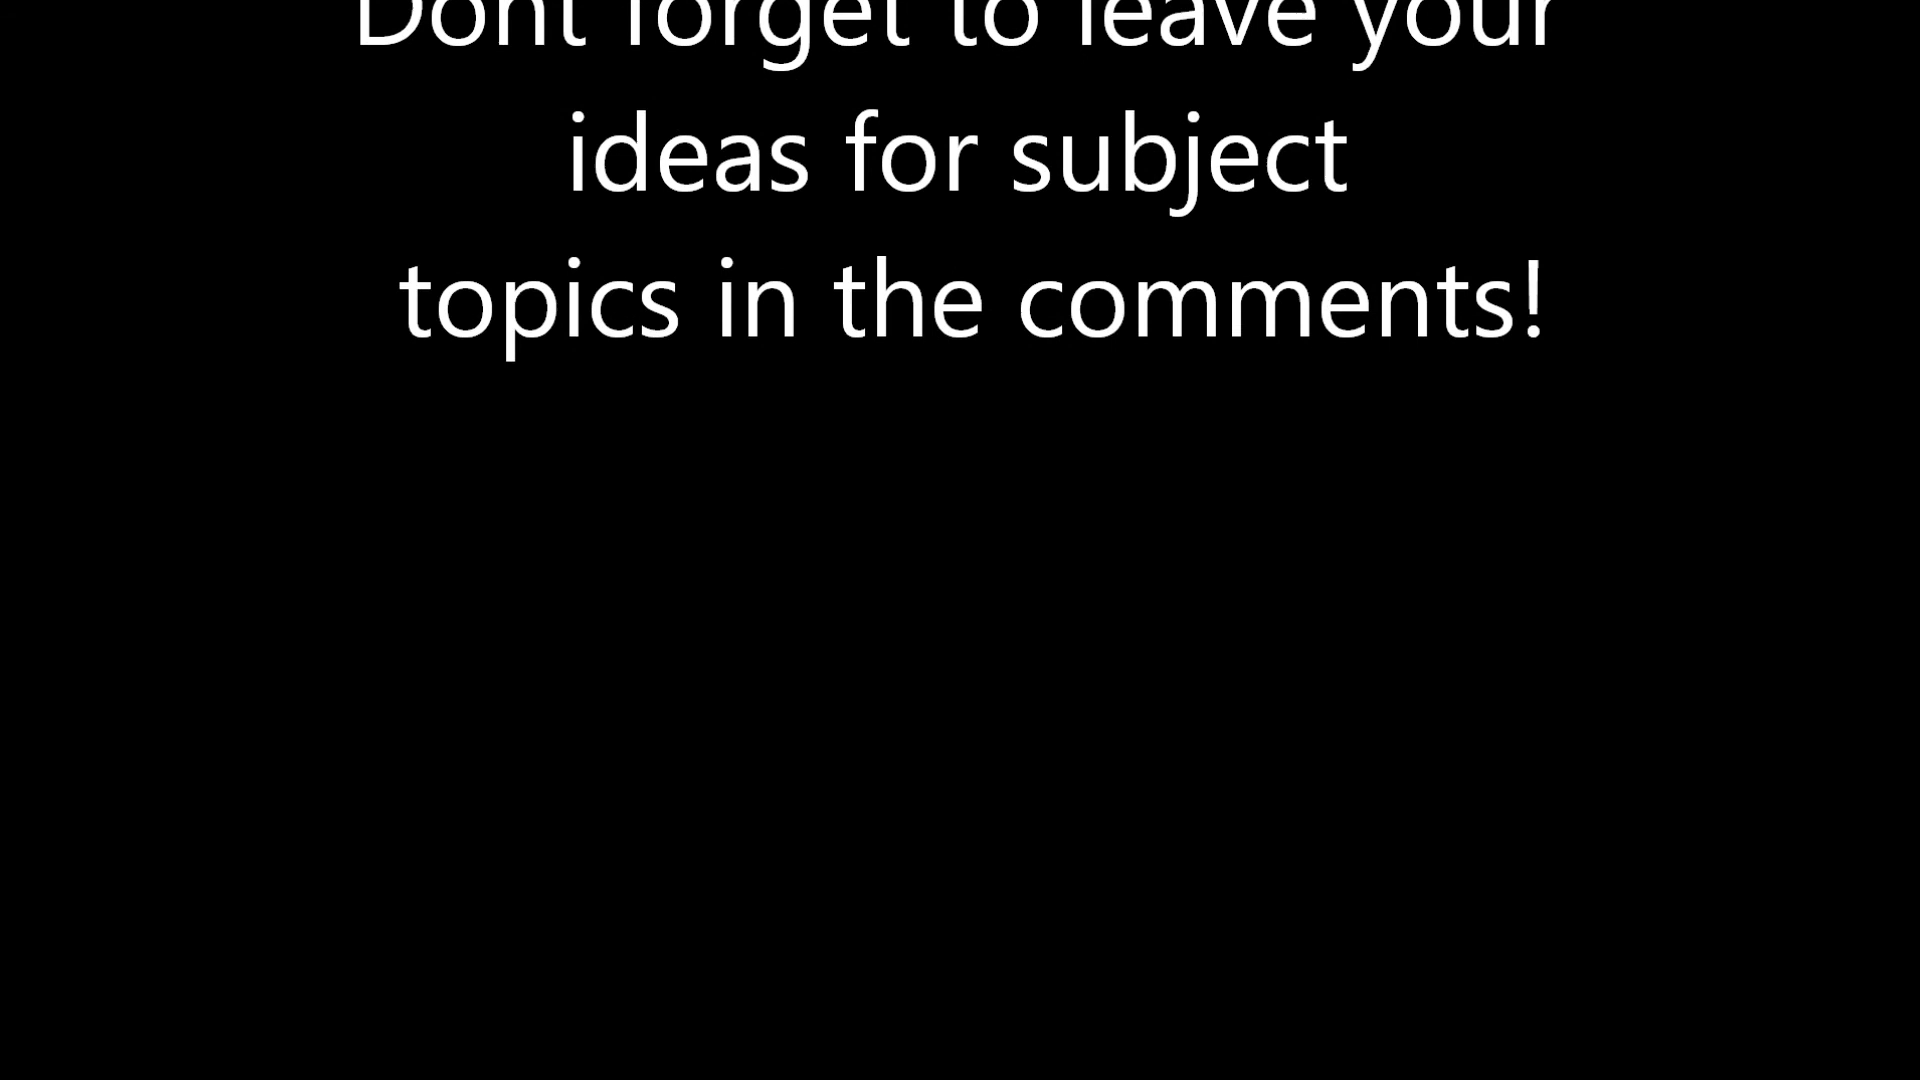 Dont forget to leave your
ideas for subject
topics in the comments!